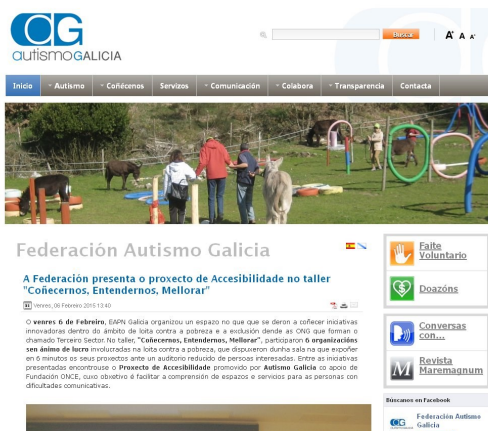 CG
autismoGALICIA
Buscar
A+ A A-
Inicio
Autismo
Coñécenos
Servizos
Comunicación
Colabora
Transparencia
Contacta
Federación Autismo Galicia
A Federación presenta o proxecto de Accesibilidade no taller
"Coñecernos, Entendernos, Mellorar"
Venres, 06 Febreiro 2015 13:40
O venres 6 de Febreiro, EAPN Galicia organizou un espazo no que que se deron a coñecer iniciativas
innovadoras dentro do ámbito de loita contra a pobreza e a exclusión dende as ONG que forman o
chamado Terceiro Sector. No taller, "Coñecernos, Entendernos, Mellorar", participaron 6 organizacións
sen ánimo de lucro involucradas na loita contra a pobreza, que dispuxeron dunha sala na que expoñer
en 6 minutos os seus proxectos ante un auditorio reducido de persoas interesadas. Entre as iniciativas
presentadas encontrouse o Proxecto de Accesibilidade promovido por Autismo Galicia co apoio de
Fundación ONCE, cuxo obxetivo é facilitar a comprensión de espazos e servizos para as persoas con
dificultades comunicativas.
Faite
Voluntario
Doazóns
Conversas
con...
M
Revista
Maremagnum
Búscanos en Facebook
CG
Federación Autismo
Galicia